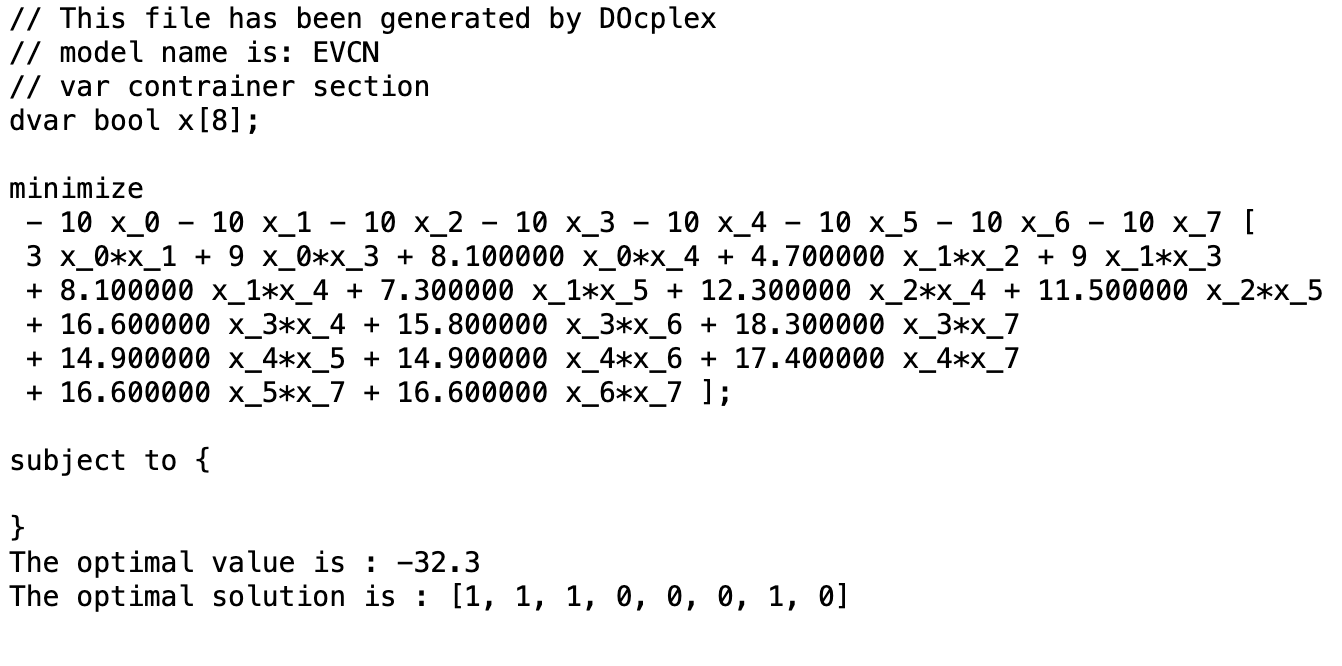 // This file has been generated by DOcplex
// model name is: EVCN
// var contrainer section
dvar bool x[8];

minimize
 - 10 x_0 - 10 x_1 - 10 x_2 - 10 x_3 - 10 x_4 - 10 x_5 - 10 x_6 - 10 x_7 [
 3 x_0*x_1 + 9 x_0*x_3 + 8.100000 x_0*x_4 + 4.700000 x_1*x_2 + 9 x_1*x_3
 + 8.100000 x_1*x_4 + 7.300000 x_1*x_5 + 12.300000 x_2*x_4 + 11.500000 x_2*x_5
 + 16.600000 x_3*x_4 + 15.800000 x_3*x_6 + 18.300000 x_3*x_7
 + 14.900000 x_4*x_5 + 14.900000 x_4*x_6 + 17.400000 x_4*x_7
 + 16.600000 x_5*x_7 + 16.600000 x_6*x_7 ];

subject to {

}
The optimal value is : -32.3
The optimal solution is : [1, 1, 1, 0, 0, 0, 1, 0]